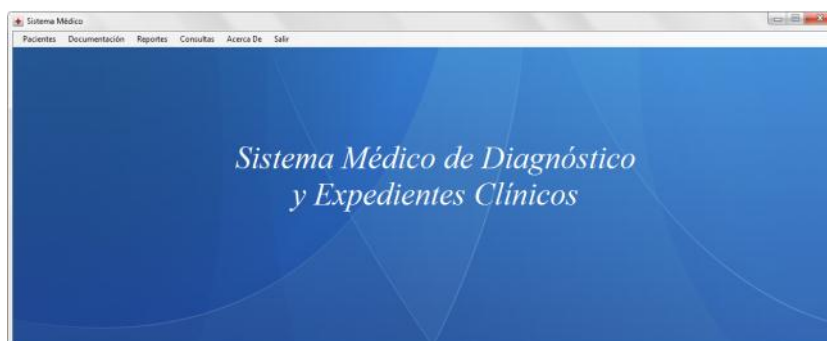 Sistema Médico
Pacientes Documentación Reportes Consultas Acerca De Salir
Sistema Médico de Diagnóstico
y Expedientes Clínicos